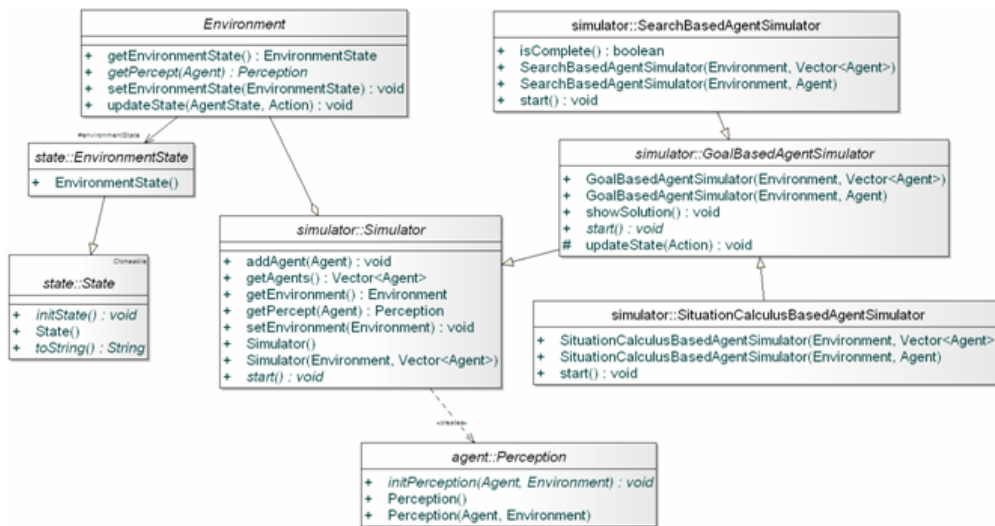 Environment
+ getEnvironmentState() : EnvironmentState
+ getPercept(Agent) : Perception
+ setEnvironmentState(EnvironmentState) : void
+ updateState(AgentState, Action) : void
simulator::SearchBasedAgentSimulator
+ isComplete() : boolean
+ SearchBasedAgentSimulator(Environment, Vector<Agent>)
+ SearchBasedAgentSimulator(Environment, Agent)
+ start() : void
#environmentState
state::EnvironmentState
+ EnvironmentState()
simulator::GoalBasedAgentSimulator
+ GoalBasedAgentSimulator(Environment, Vector<Agent>)
+ GoalBasedAgentSimulator(Environment, Agent)
+ showSolution() : void
+ start() : void
# updateState(Action) : void
Cloneable
state::State
+ initState() : void
+ State()
+ toString() : String
simulator::Simulator
+ addAgent(Agent) : void
+ getAgents() : Vector<Agent>
+ getEnvironment() : Environment
+ getPercept(Agent) : Perception
+ setEnvironment(Environment) : void
+ Simulator()
+ Simulator(Environment, Vector<Agent>)
+ start() : void
simulator::SituationCalculusBasedAgentSimulator
+ SituationCalculusBasedAgentSimulator(Environment, Vector<Agent>
+ SituationCalculusBasedAgentSimulator(Environment, Agent)
+ start() : void
«creates»
agent::Perception
+ initPerception(Agent, Environment) : void
+ Perception()
+ Perception(Agent, Environment)